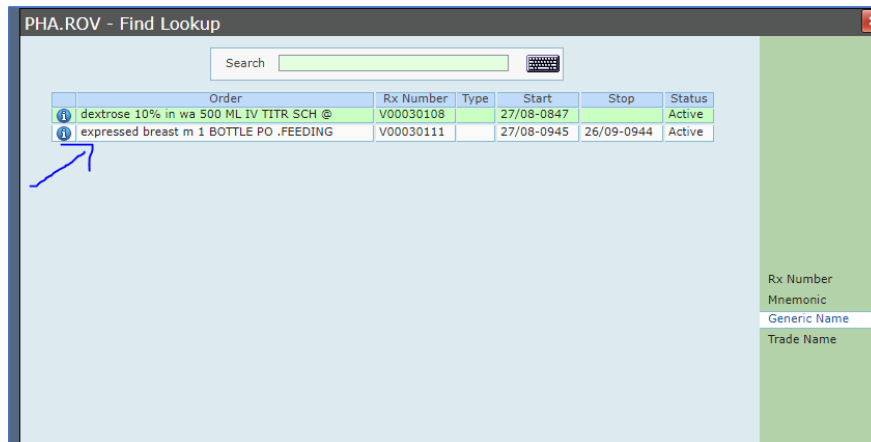 PHA.ROV - Find Lookup
Search
Order Rx Number Type Start Stop Status
dextrose 10% in wa 500 ML IV TITR SCH @ V00030108 27/08-0847 Active
expressed breast m 1 BOTTLE PO .FEEDING V00030111 27/08-0945 26/09-0944 Active
Rx Number
Mnemonic
Generic Name
Trade Name